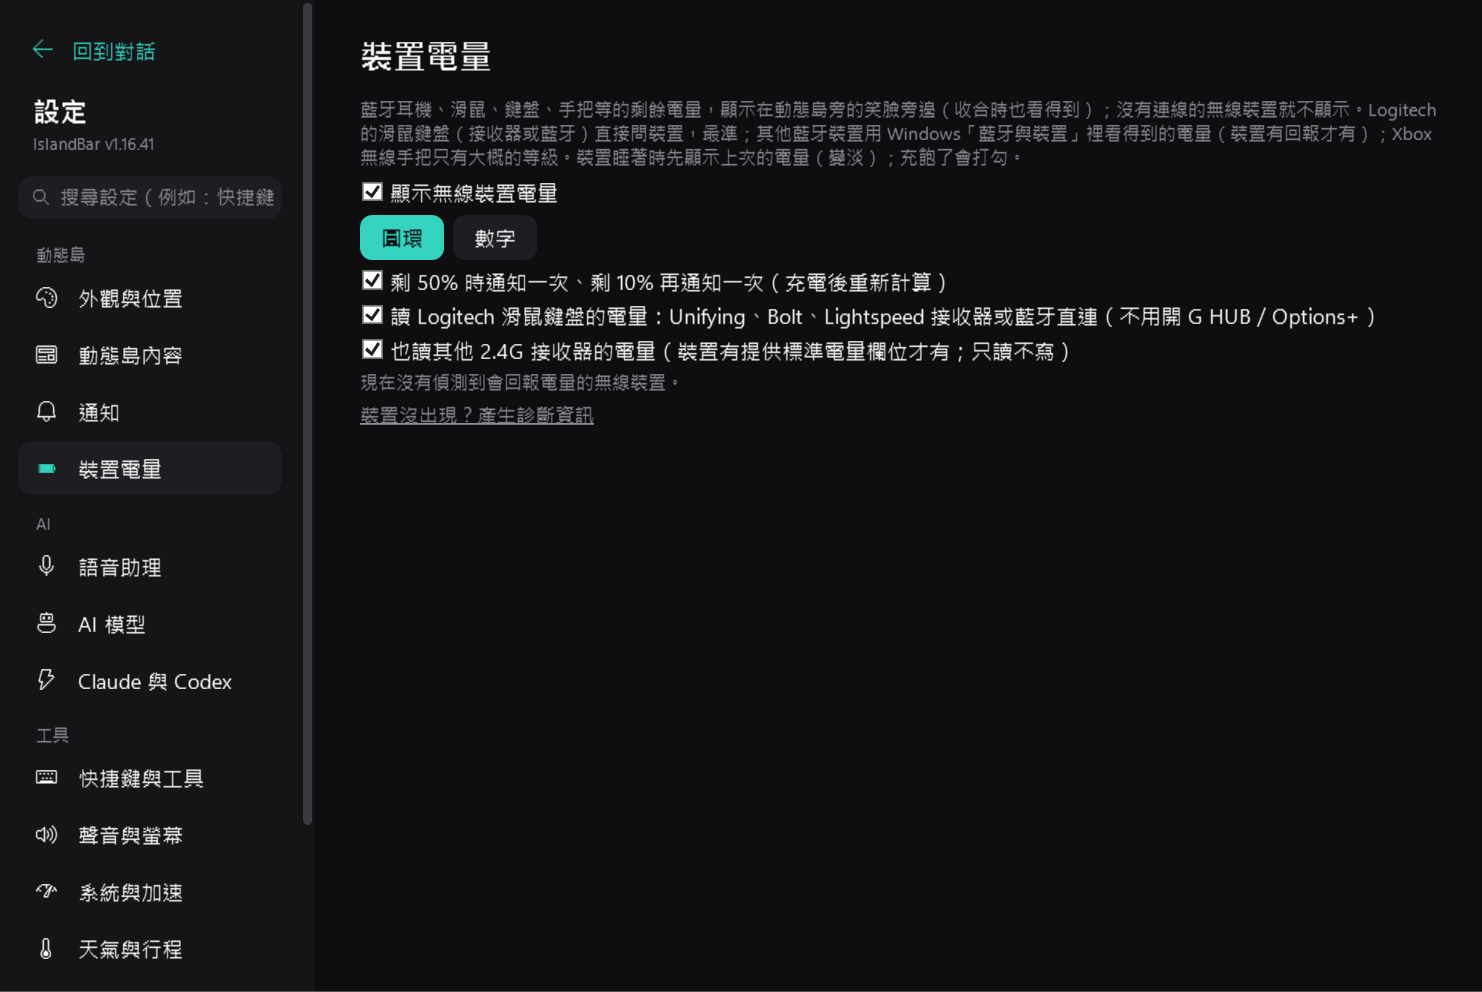 回到對話
設定
IslandBar v1.16.41
搜尋設定（例如：快捷鍵
動態島
外觀與位置
動態島內容
通知
裝置電量
AI
語音助理
AI 模型
Claude 與 Codex
工具
快捷鍵與工具
聲音與螢幕
系統與加速
天氣與行程
裝置電量
藍牙耳機、滑鼠、鍵盤、手把等的剩餘電量，顯示在動態島旁的笑臉旁邊（收合時也看得到）；沒有連線的無線裝置就不顯示。Logitech
的滑鼠鍵盤（接收器或藍牙）直接問裝置，最準；其他藍牙裝置用 Windows「藍牙與裝置」裡看得到的電量（裝置有回報才有）；Xbox
無線手把只有大概的等級。裝置睡著時先顯示上次的電量（變淡）；充飽了會打勾。
顯示無線裝置電量
圓環
數字
剩 50% 時通知一次、剩 10% 再通知一次（充電後重新計算）
讀 Logitech 滑鼠鍵盤的電量：Unifying、Bolt、Lightspeed 接收器或藍牙直連（不用開 G HUB / Options+）
也讀其他 2.4G 接收器的電量（裝置有提供標準電量欄位才有；只讀不寫）
現在沒有偵測到會回報電量的無線裝置。
裝置沒出現？產生診斷資訊